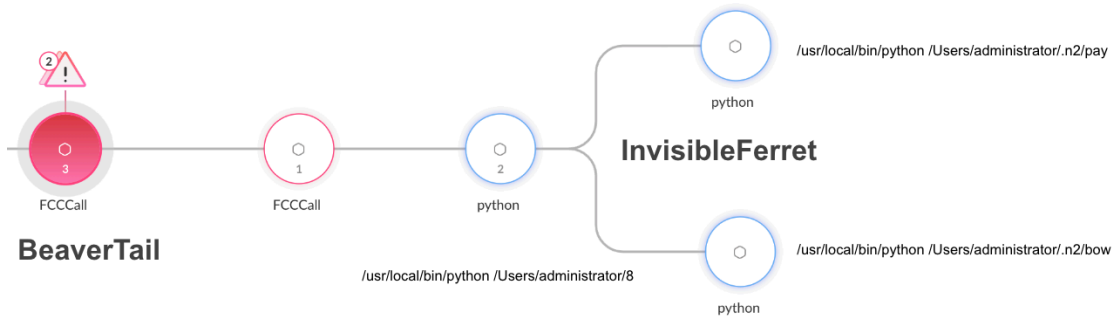 2
!
3
FCCCall
BeaverTail
1
FCCCall
2
python
/usr/local/bin/python /Users/administrator/8
InvisibleFerret
python
/usr/local/bin/python /Users/administrator/.n2/pay
python
/usr/local/bin/python /Users/administrator/.n2/bow